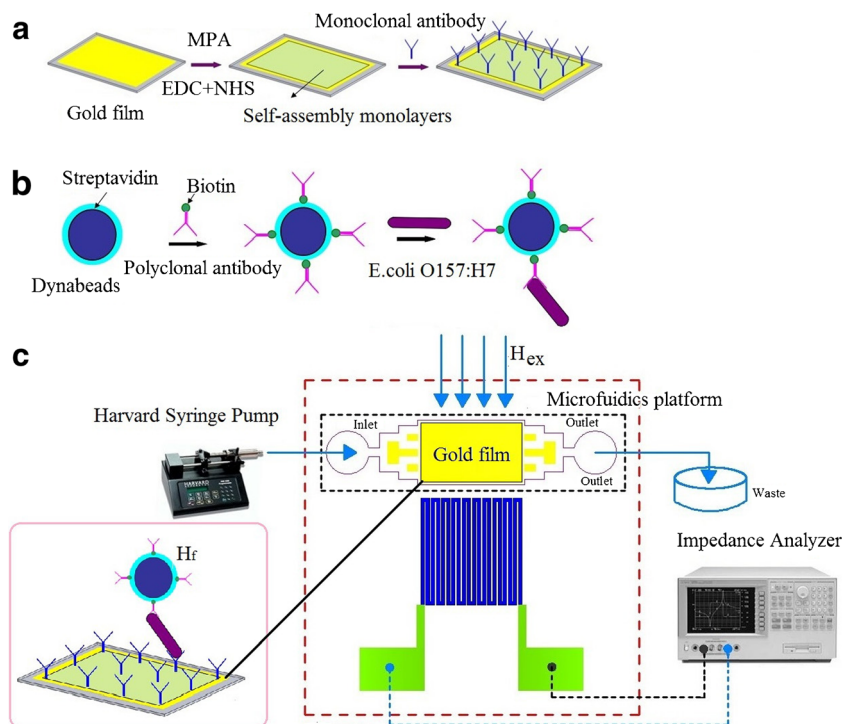 a
MPA
EDC+NHS
Gold film
Self-assembly monolayers
Monoclonal antibody
b
Streptavidin
Biotin
Dynabeads
Polyclonal antibody
E.coli O157:H7
c
Hex
Microfuidics platform
Harvard Syringe Pump
Inlet
Gold film
Outlet
Outlet
Waste
HARVARD
Impedance Analyzer
Hf